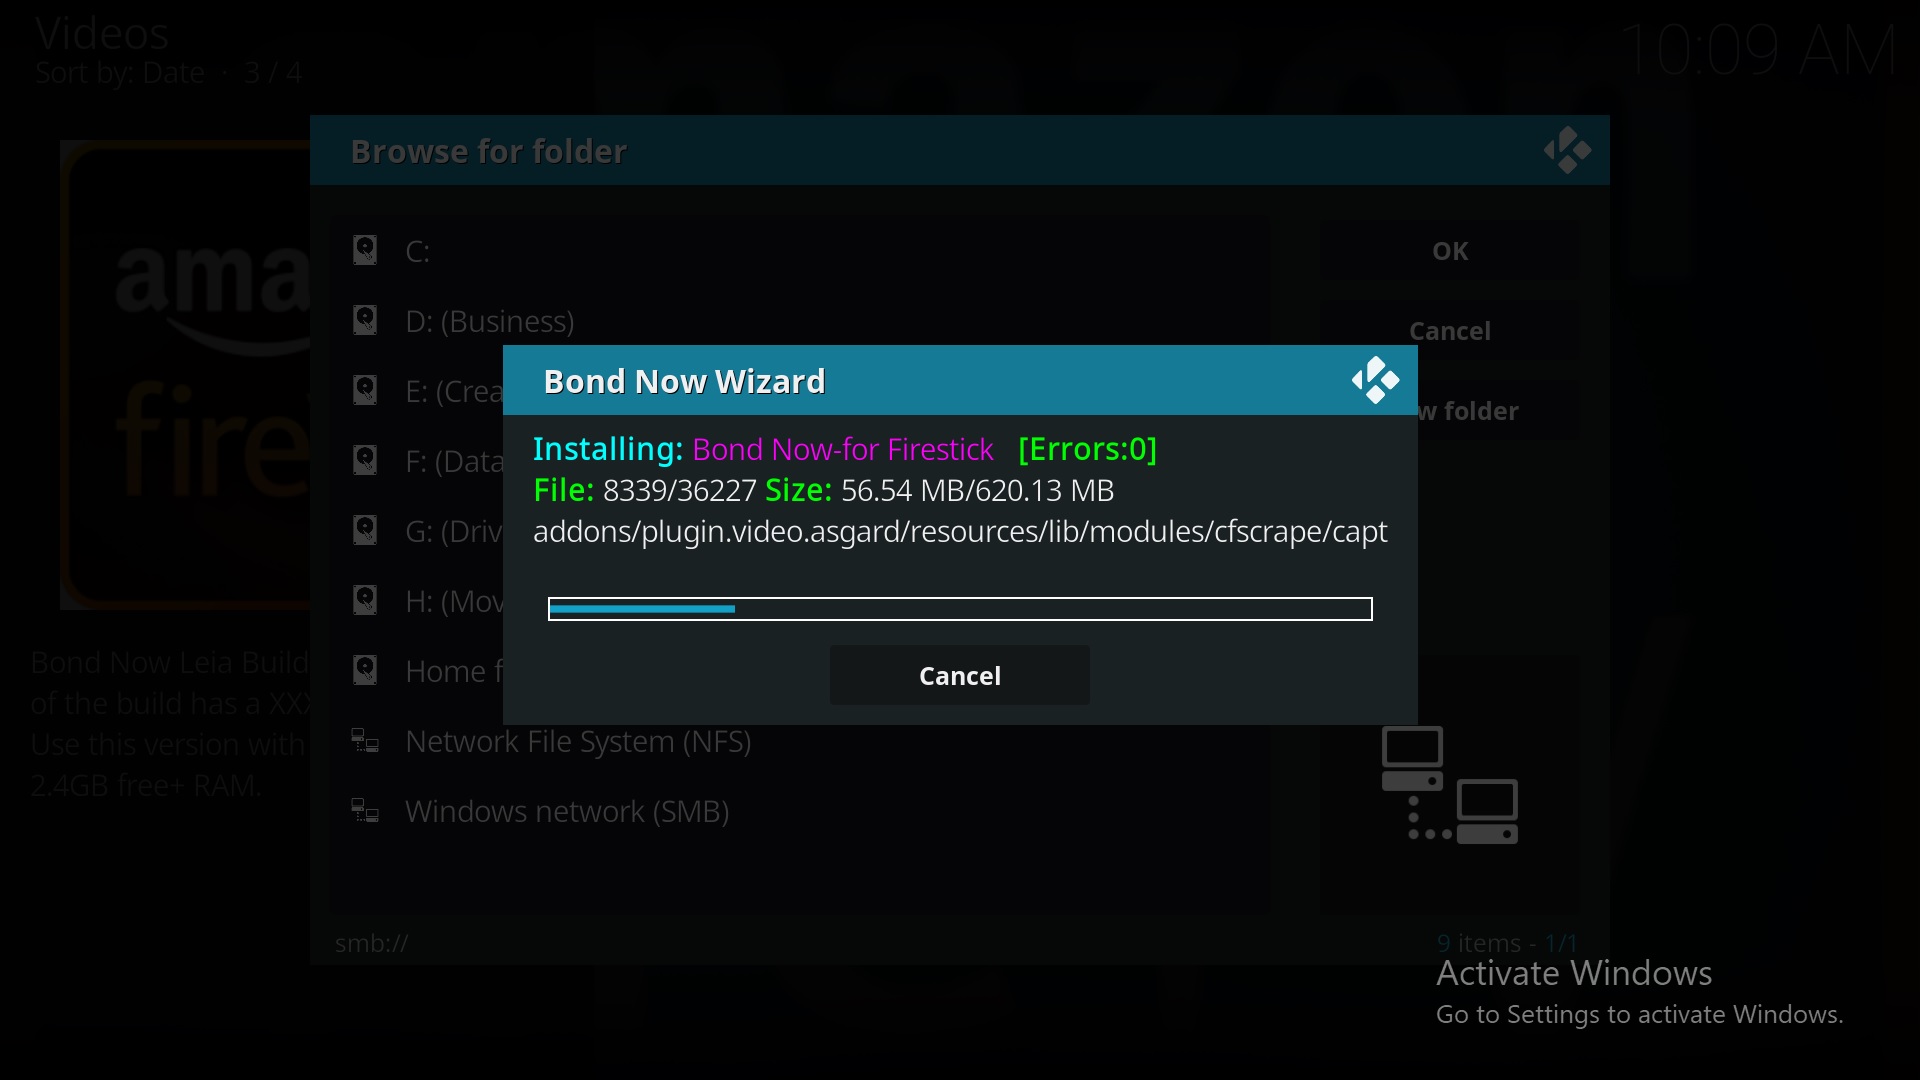 Videos
Sort by: Date · 3 / 4
10:09 AM
Browse for folder
ama
fire
C:
D: (Business)
E: (Crea
F: (Data
G: (Driv
H: (Mov
Home f
Network File System (NFS)
Windows network (SMB)
OK
Cancel
w folder
Bond Now Wizard
Installing: Bond Now-for Firestick [Errors:0]
File: 8339/36227 Size: 56.54 MB/620.13 MB
addons/plugin.video.asgard/resources/lib/modules/cfscrape/capt
Cancel
Bond Now Leia Build
of the build has a XXX
Use this version with
2.4GB free+ RAM.
smb://
9 items - 1/1
Activate Windows
Go to Settings to activate Windows.